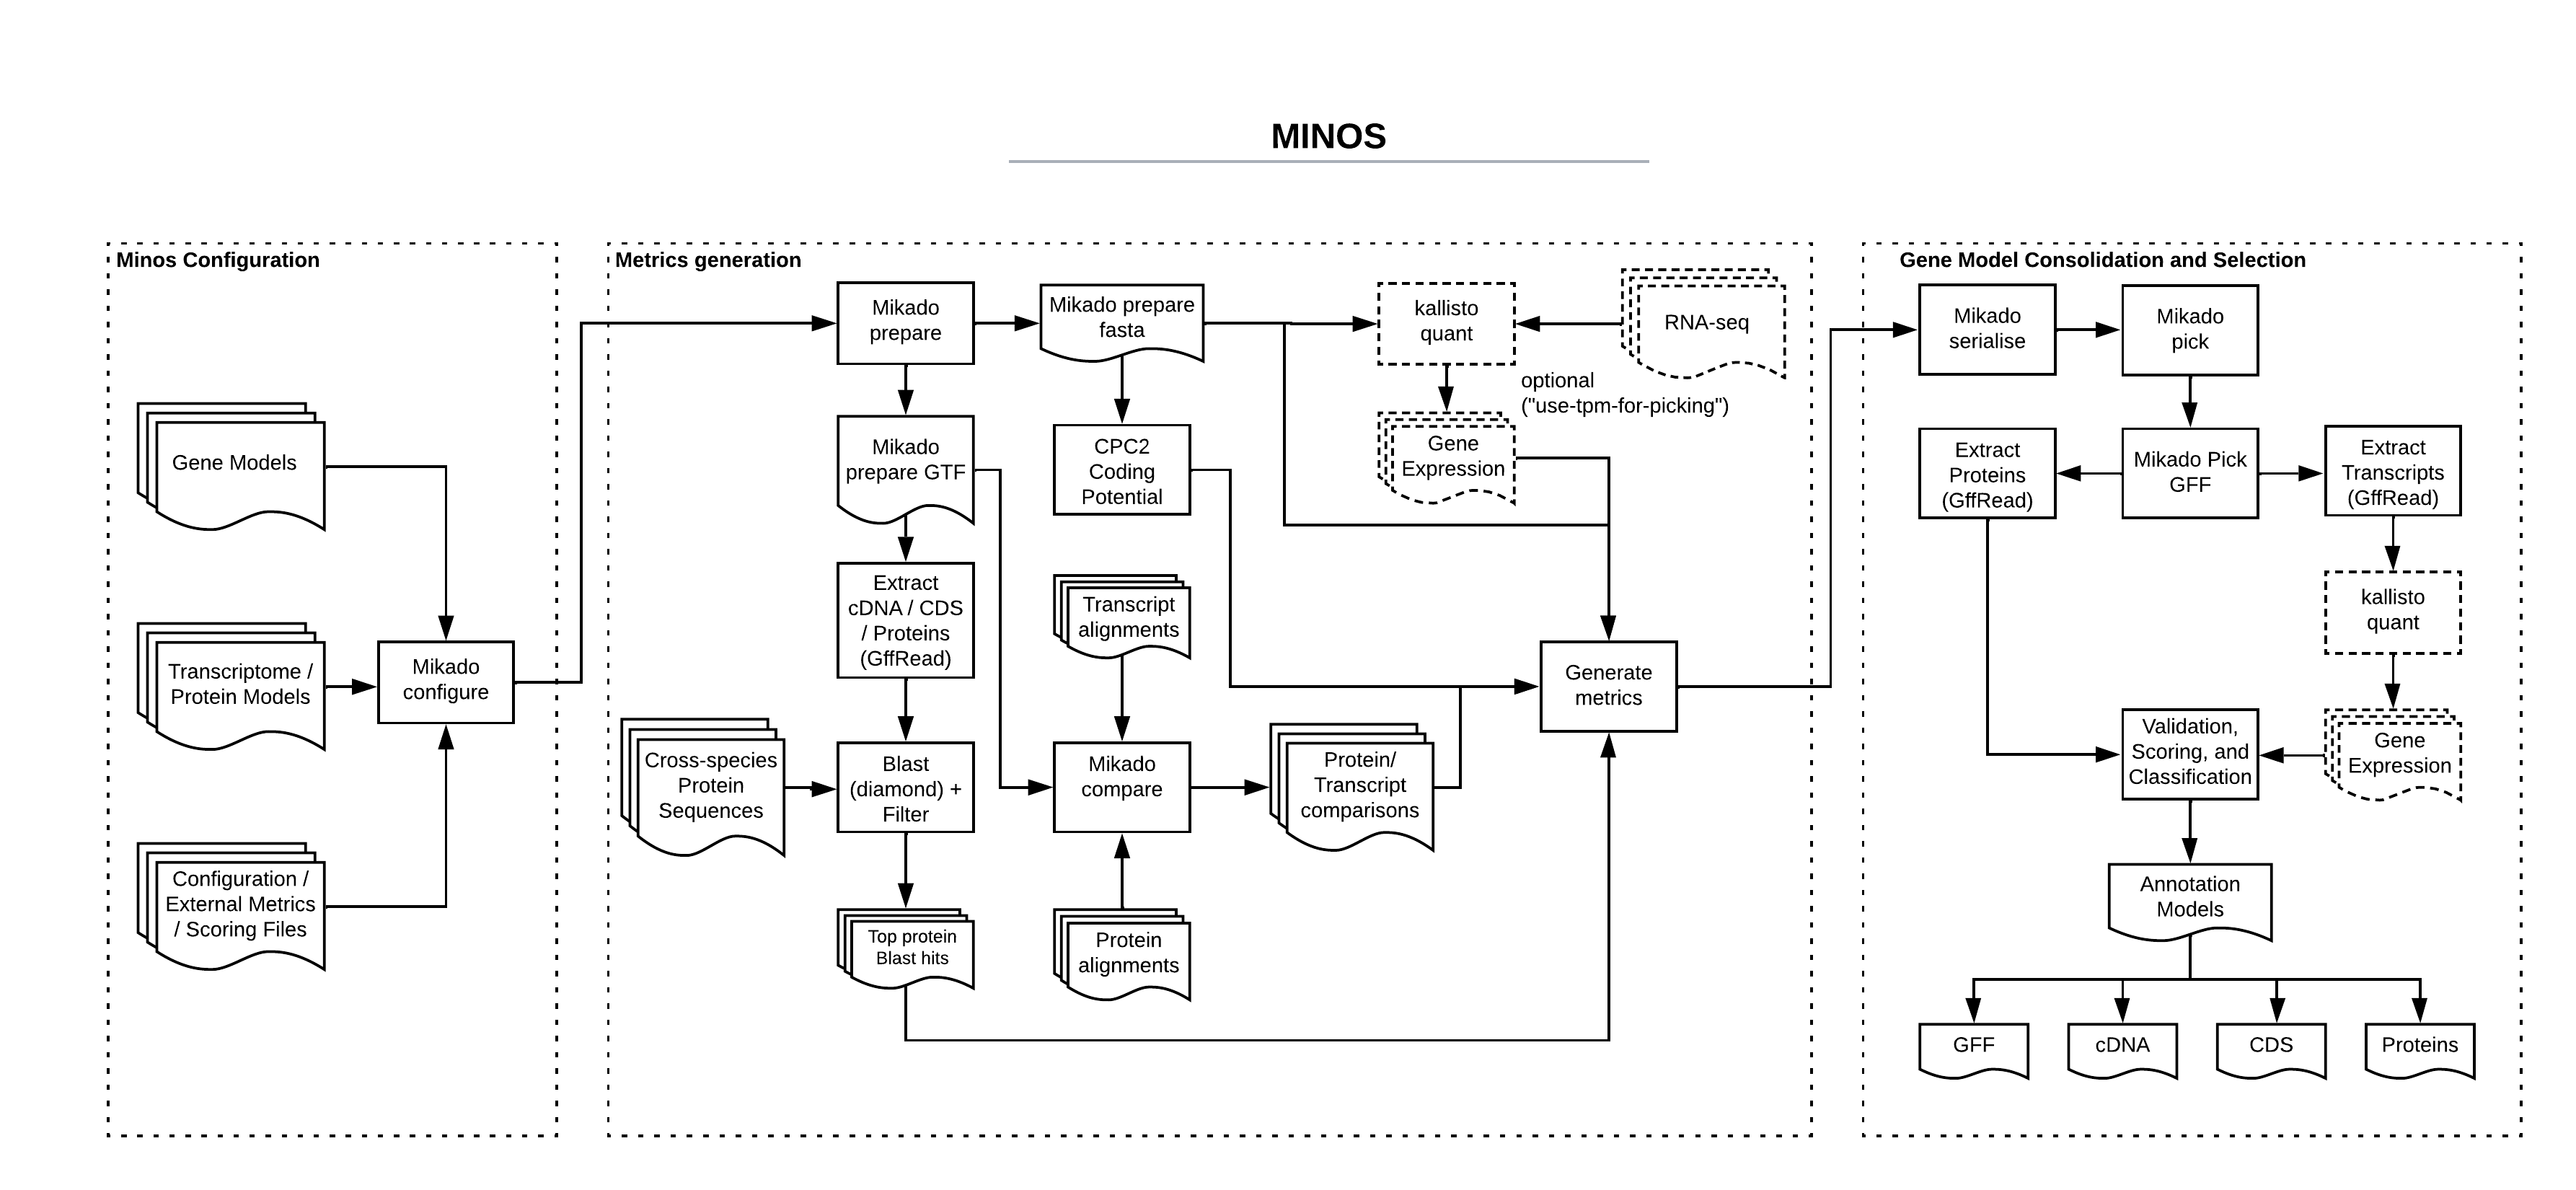 MINOS
Minos Configuration
Gene Models
Transcriptome /
Protein Models
Configuration /
External Metrics
/ Scoring Files
Mikado
configure
Metrics generation
Mikado
prepare
Mikado prepare
fasta
kallisto
quant
RNA-seq
optional
("use-tpm-for-picking")
Mikado
prepare GTF
CPC2
Coding
Potential
Gene
Expression
Extract
cDNA / CDS
/ Proteins
(GffRead)
Transcript
alignments
Generate
metrics
Cross-species
Protein
Sequences
Blast
(diamond) +
Filter
Mikado
compare
Protein/
Transcript
comparisons
Top protein
Blast hits
Protein
alignments
Gene Model Consolidation and Selection
Mikado
serialise
Mikado
pick
Extract
Proteins
(GffRead)
Mikado Pick
GFF
Extract
Transcripts
(GffRead)
kallisto
quant
Validation,
Scoring, and
Classification
Gene
Expression
Annotation
Models
GFF
cDNA
CDS
Proteins